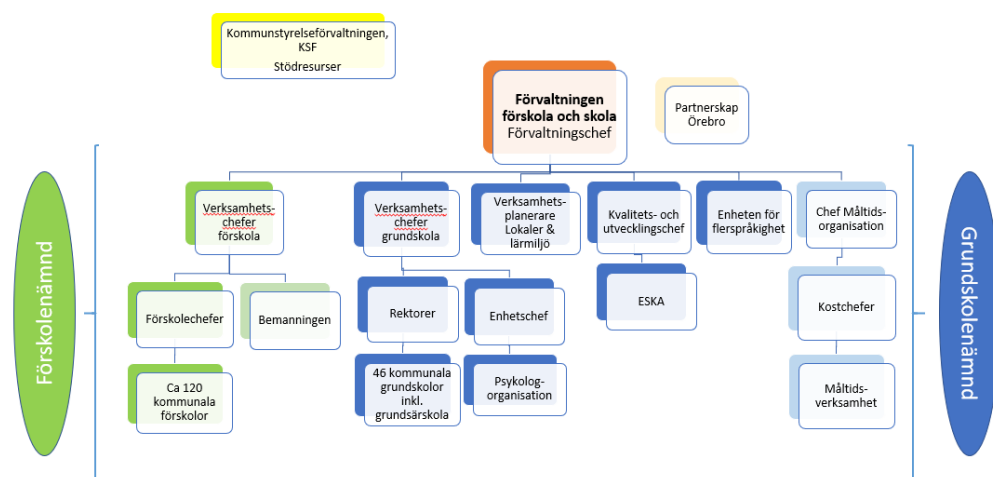 Kommunstyrelseförvaltningen,
KSF
Stödresurser
Förvaltningen
förskola och skola
Förvaltningschef
Partnerskap
Örebro
Förskolenämnd
Grundskolenämnd
Verksamhets-
chefer
förskola
Verksamhets-
chefer
grundskola
Verksamhets-
planerare
Lokaler &
lärmiljö
Kvalitets- och
utvecklingschef
Enheten för
flerspråkighet
Chef Måltids-
organisation
Förskolechefer
Bemanningen
Rektorer
Enhetschef
ESKA
Kostchefer
Ca 120
kommunala
förskolor
46 kommunala
grundskolor
inkl.
grundsärskola
Psykolog-
organisation
Måltids-
verksamhet